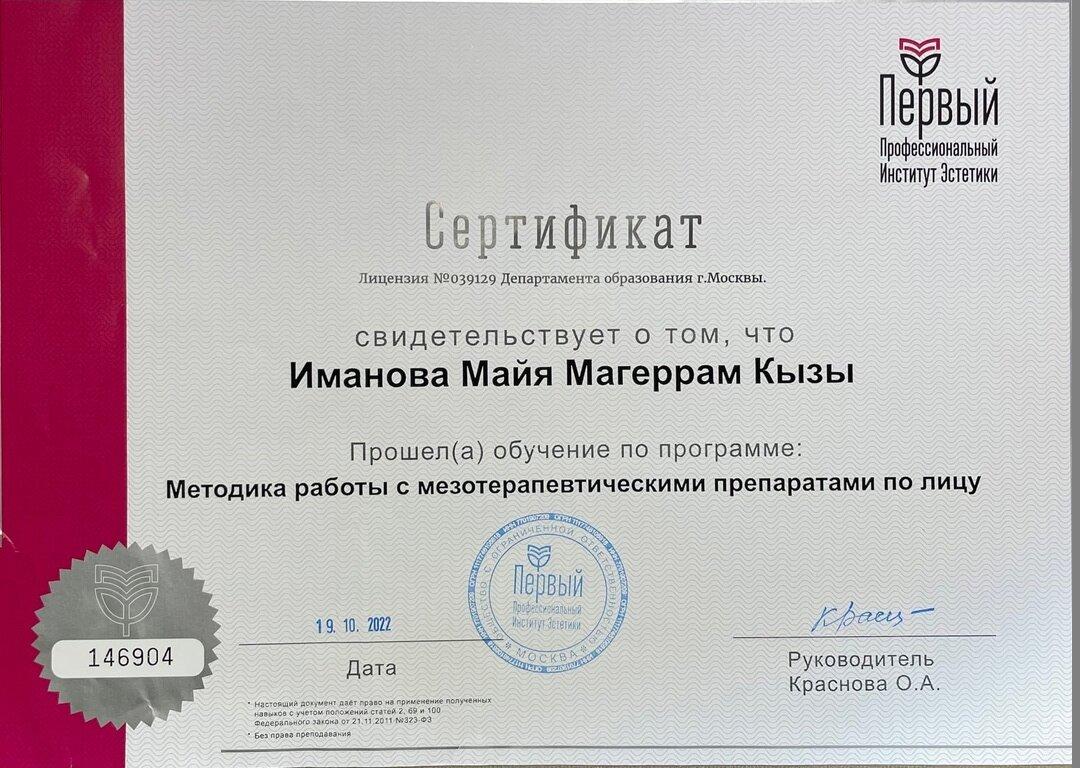 Первый
Профессиональный
Институт Эстетики
Сертификат
Лицензия №039129 Департамента образования г.Москвы.
свидетельствует о том, что
Иманова Майя Магеррам Кызы
Прошел(а) обучение по программе:
Методика работы с мезотерапевтическими препаратами по лицу
ОБЩЕСТВО С ОГРАНИЧЕННОЙ ОТВЕТСТВЕННОСТЬЮ
Первый
Профессиональный
Институт Эстетики
* МОСКВА *
19. 10. 2022
Дата
146904
Руководитель
Краснова О.А.
* Настоящий документ даёт право на применение полученных
навыков с учетом положений статей 2, 69 и 100
Федерального закона от 21.11.2011 №323-ФЗ
* Без права преподавания